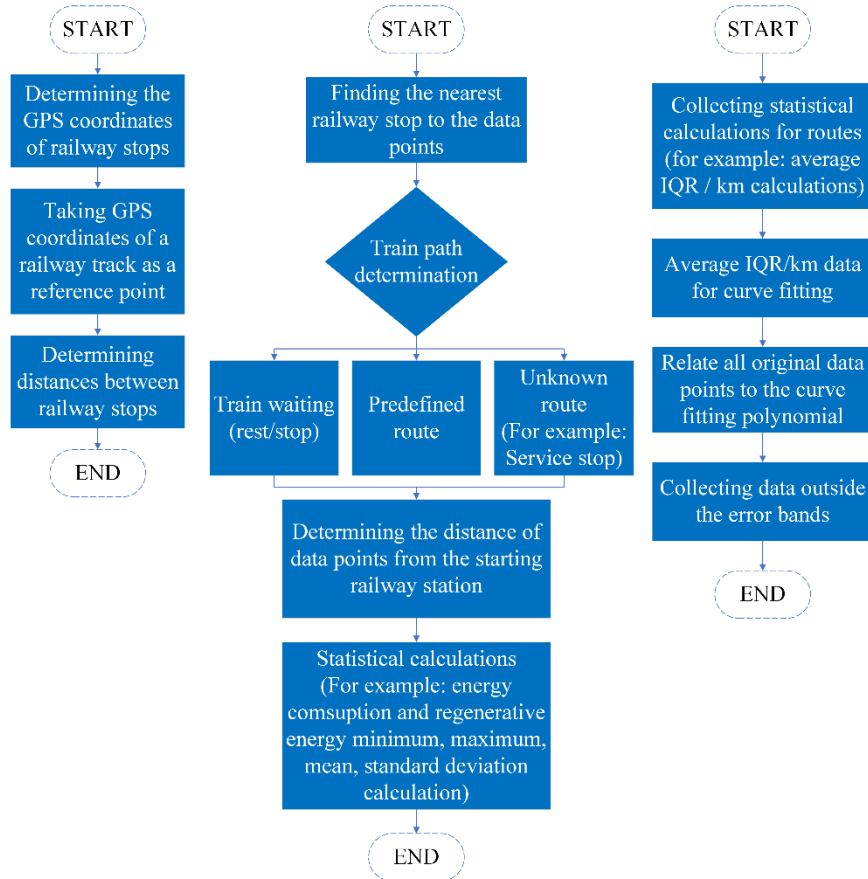 START
Determining the
GPS coordinates
of railway stops
Taking GPS
coordinates of a
railway track as a
reference point
Determining
distances between
railway stops
END
START
Finding the nearest
railway stop to the data
points
Train path
determination
Train waiting
(rest/stop)
Predefined
route
Unknown
route
(For example:
Service stop)
Determining the distance of
data points from the starting
railway station
Statistical calculations
(For example: energy
comsuption and regenerative
energy minimum, maximum,
mean, standard deviation
calculation)
END
START
Collecting statistical
calculations for routes
(for example: average
IQR / km calculations)
Average IQR/km data
for curve fitting
Relate all original data
points to the curve
fitting polynomial
Collecting data outside
the error bands
END